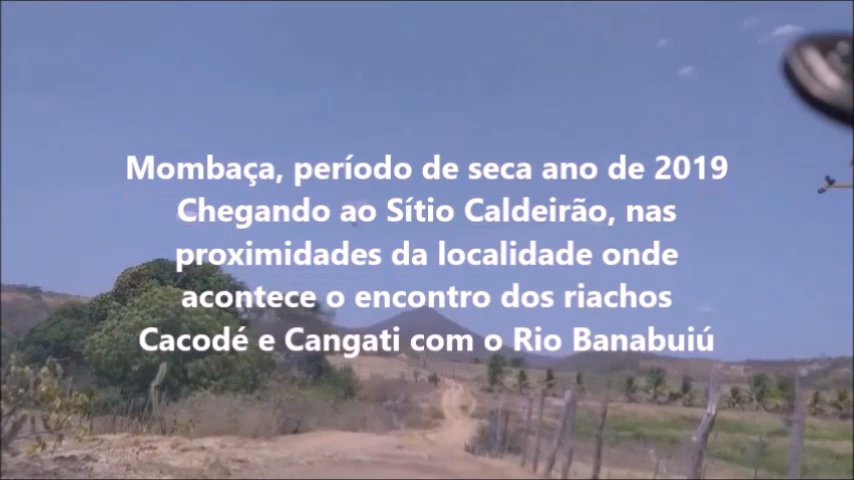 Mombaça, período de seca ano de 2019
Chegando ao Sítio Caldeirão, nas
proximidades da localidade onde
acontece o encontro dos riachos
Cacodé e Cangati com o Rio Banabuiú